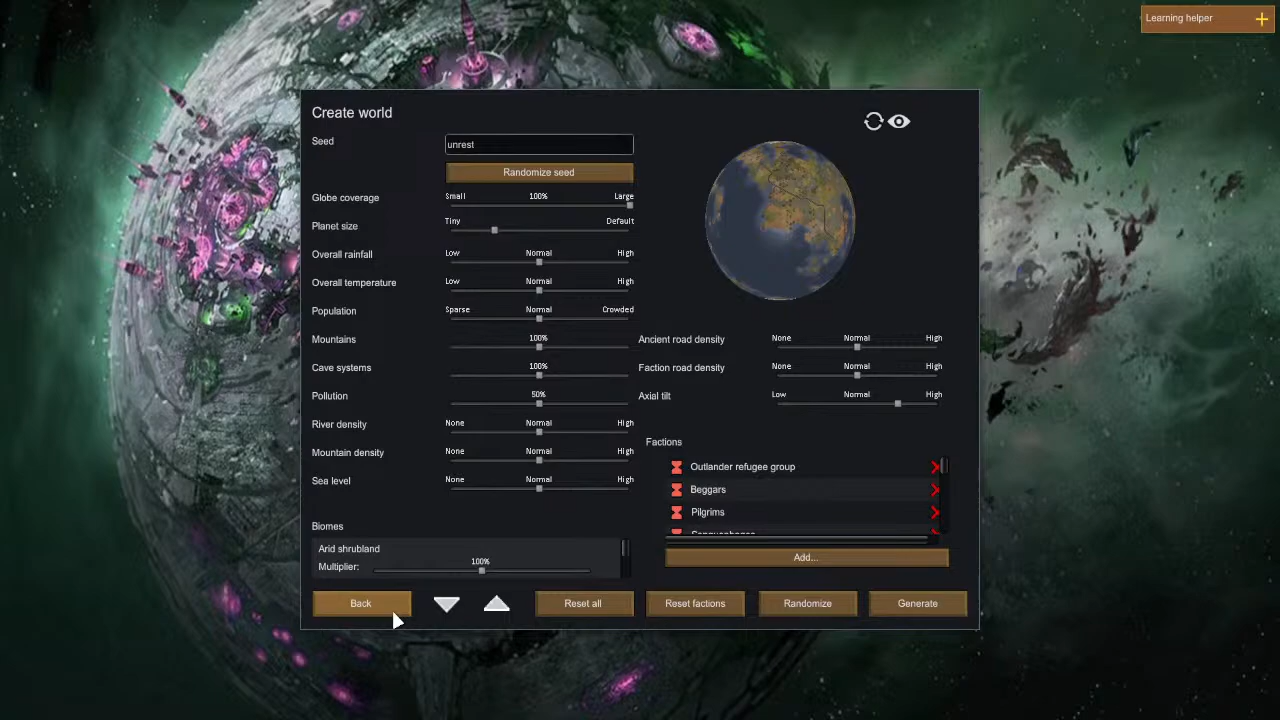 Learning helper
Create world
Seed
unrest
Randomize seed
Globe coverage
Small 100% Large
Planet size
Tiny Default
Overall rainfall
Low Normal High
Overall temperature
Low Normal High
Population
Sparse Normal Crowded
Mountains
100%
Cave systems
100%
Pollution
50%
River density
None Normal High
Mountain density
None Normal High
Sea level
None Normal High
Biomes
Arid shrubland
Multiplier: 100%
Ancient road density
None Normal High
Faction road density
None Normal High
Axial tilt
Low Normal High
Factions
Outlander refugee group
Beggars
Pilgrims
Add...
Back
Reset all
Reset factions
Randomize
Generate